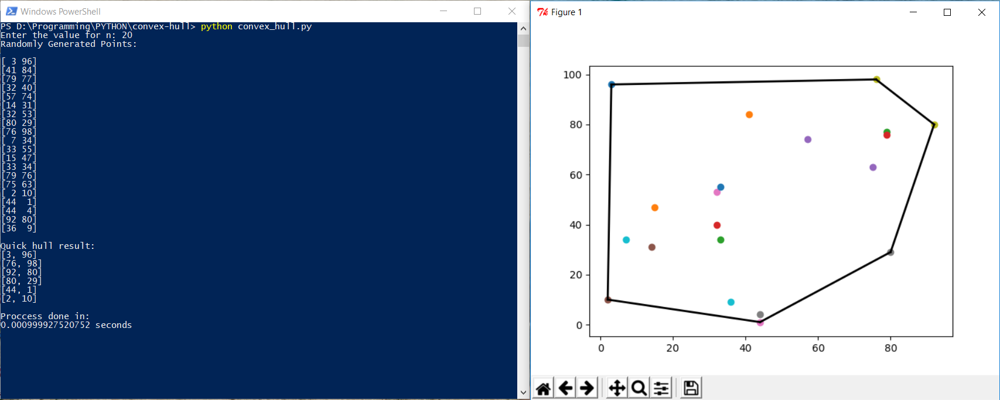 Windows PowerShell
PS D:\Programming\PYTHON\convex-hull> python convex_hull.py
Enter the value for n: 20
Randomly Generated Points:
[ 3 96]
[41 84]
[79 77]
[32 40]
[57 74]
[14 31]
[32 53]
[80 29]
[76 98]
[ 7 34]
[33 55]
[15 47]
[33 34]
[79 76]
[75 63]
[ 2 10]
[44  1]
[44  4]
[92 80]
[36  9]
Quick hull result:
[3, 96]
[76, 98]
[92, 80]
[80, 29]
[44, 1]
[2, 10]
Proccess done in:
0.000999927520752 seconds
Figure 1
100
80
60
40
20
0
0 20 40 60 80